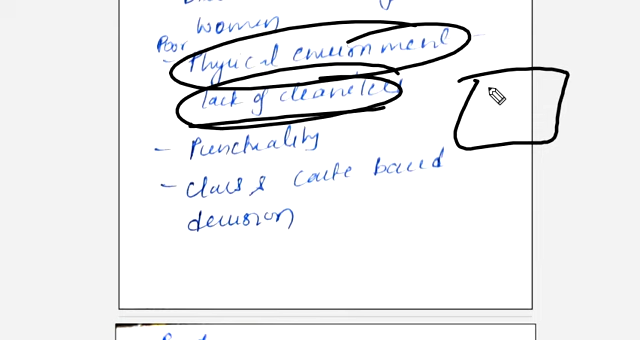 women
Poor
- Physical environment -
lack of cleanliness
- Punctuality
- Class & caste based
decision